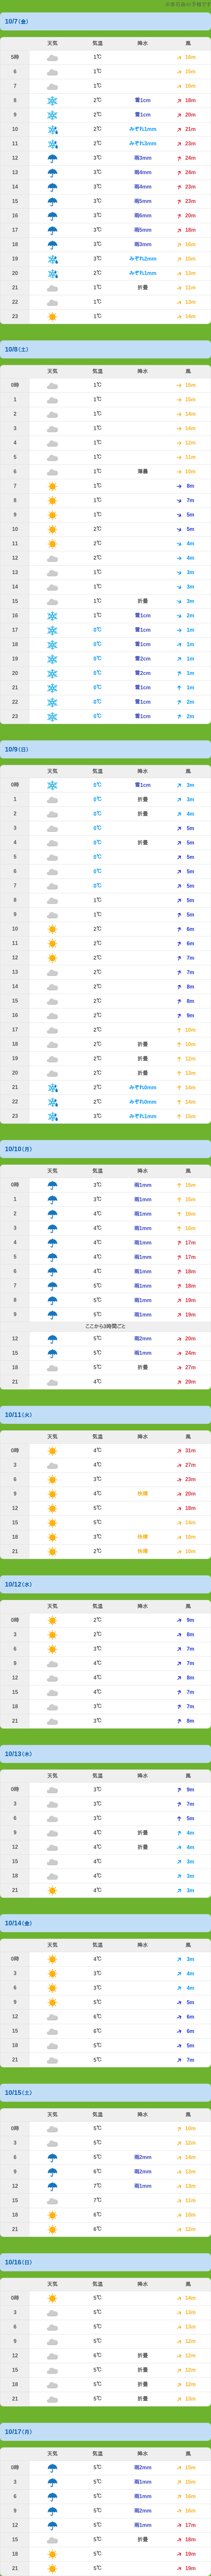 10/7(金)
天気 気温 降水 風
5時 1℃ 16m
6 1℃ 15m
7 1℃ 16m
8 2℃ 雪1cm 18m
9 2℃ 雪1cm 20m
10 2℃ みぞれ1mm 21m
11 2℃ みぞれ3mm 23m
12 3℃ 雨3mm 24m
13 3℃ 雨4mm 24m
14 3℃ 雨4mm 23m
15 3℃ 雨5mm 23m
16 3℃ 雨6mm 20m
17 3℃ 雨5mm 18m
18 3℃ 雨3mm 16m
19 3℃ みぞれ2mm 15m
20 2℃ みぞれ1mm 13m
21 1℃ 折曇 11m
22 1℃ 13m
23 1℃ 14m
10/8(土)
天気 気温 降水 風
0時 1℃ 15m
1 1℃ 15m
2 1℃ 14m
3 1℃ 14m
4 1℃ 12m
5 1℃ 11m
6 1℃ 薄曇 10m
7 1℃ 8m
8 1℃ 7m
9 1℃ 5m
10 2℃ 5m
11 2℃ 4m
12 2℃ 4m
13 1℃ 3m
14 1℃ 3m
15 1℃ 折曇 3m
16 1℃ 雪1cm 2m
17 0℃ 雪1cm 1m
18 0℃ 雪1cm 1m
19 0℃ 雪2cm 1m
20 0℃ 雪2cm 1m
21 0℃ 雪1cm 1m
22 0℃ 雪1cm 2m
23 0℃ 雪1cm 2m
10/9(日)
天気 気温 降水 風
0時 0℃ 雪1cm 3m
1 0℃ 折曇 3m
2 0℃ 折曇 4m
3 0℃ 5m
4 0℃ 折曇 5m
5 0℃ 5m
6 0℃ 5m
7 0℃ 5m
8 1℃ 5m
9 1℃ 5m
10 2℃ 6m
11 2℃ 6m
12 2℃ 7m
13 2℃ 7m
14 2℃ 8m
15 2℃ 8m
16 2℃ 9m
17 2℃ 10m
18 2℃ 折曇 10m
19 2℃ 折曇 12m
20 2℃ 折曇 13m
21 2℃ みぞれ0mm 14m
22 2℃ みぞれ0mm 14m
23 3℃ みぞれ1mm 15m
10/10(月)
天気 気温 降水 風
0時 3℃ 雨1mm 15m
1 3℃ 雨1mm 15m
2 4℃ 雨1mm 16m
3 4℃ 雨1mm 16m
4 4℃ 雨1mm 17m
5 4℃ 雨1mm 17m
6 4℃ 雨1mm 18m
7 5℃ 雨1mm 18m
8 5℃ 雨1mm 19m
9 5℃ 雨1mm 19m
ここから3時間ごと
12 5℃ 雨2mm 20m
15 5℃ 雨1mm 24m
18 5℃ 折曇 27m
21 4℃ 29m
10/11(火)
天気 気温 降水 風
0時 4℃ 31m
3 4℃ 27m
6 3℃ 23m
9 4℃ 快晴 20m
12 5℃ 18m
15 5℃ 14m
18 3℃ 快晴 10m
21 2℃ 快晴 10m
10/12(水)
天気 気温 降水 風
0時 2℃ 9m
3 2℃ 8m
6 3℃ 7m
9 4℃ 7m
12 4℃ 8m
15 4℃ 7m
18 3℃ 7m
21 3℃ 8m
10/13(木)
天気 気温 降水 風
0時 3℃ 9m
3 3℃ 7m
6 3℃ 5m
9 4℃ 折曇 4m
12 4℃ 折曇 4m
15 4℃ 3m
18 4℃ 3m
21 4℃ 3m
10/14(金)
天気 気温 降水 風
0時 3℃ 3m
3 3℃ 4m
6 3℃ 4m
9 5℃ 5m
12 6℃ 6m
15 6℃ 6m
18 5℃ 5m
21 5℃ 7m
10/15(土)
天気 気温 降水 風
0時 5℃ 10m
3 5℃ 12m
6 5℃ 雨2mm 14m
9 6℃ 雨2mm 13m
12 7℃ 雨1mm 13m
15 7℃ 11m
18 6℃ 10m
21 6℃ 12m
10/16(日)
天気 気温 降水 風
0時 5℃ 14m
3 5℃ 13m
6 5℃ 13m
9 5℃ 12m
12 6℃ 折曇 12m
15 5℃ 折曇 12m
18 5℃ 折曇 12m
21 5℃ 折曇 13m
10/17(月)
天気 気温 降水 風
0時 5℃ 雨2mm 15m
3 5℃ 雨1mm 15m
6 5℃ 雨1mm 16m
9 5℃ 雨2mm 16m
12 5℃ 雨1mm 17m
15 5℃ 折曇 18m
18 5℃ 19m
21 5℃ 19m